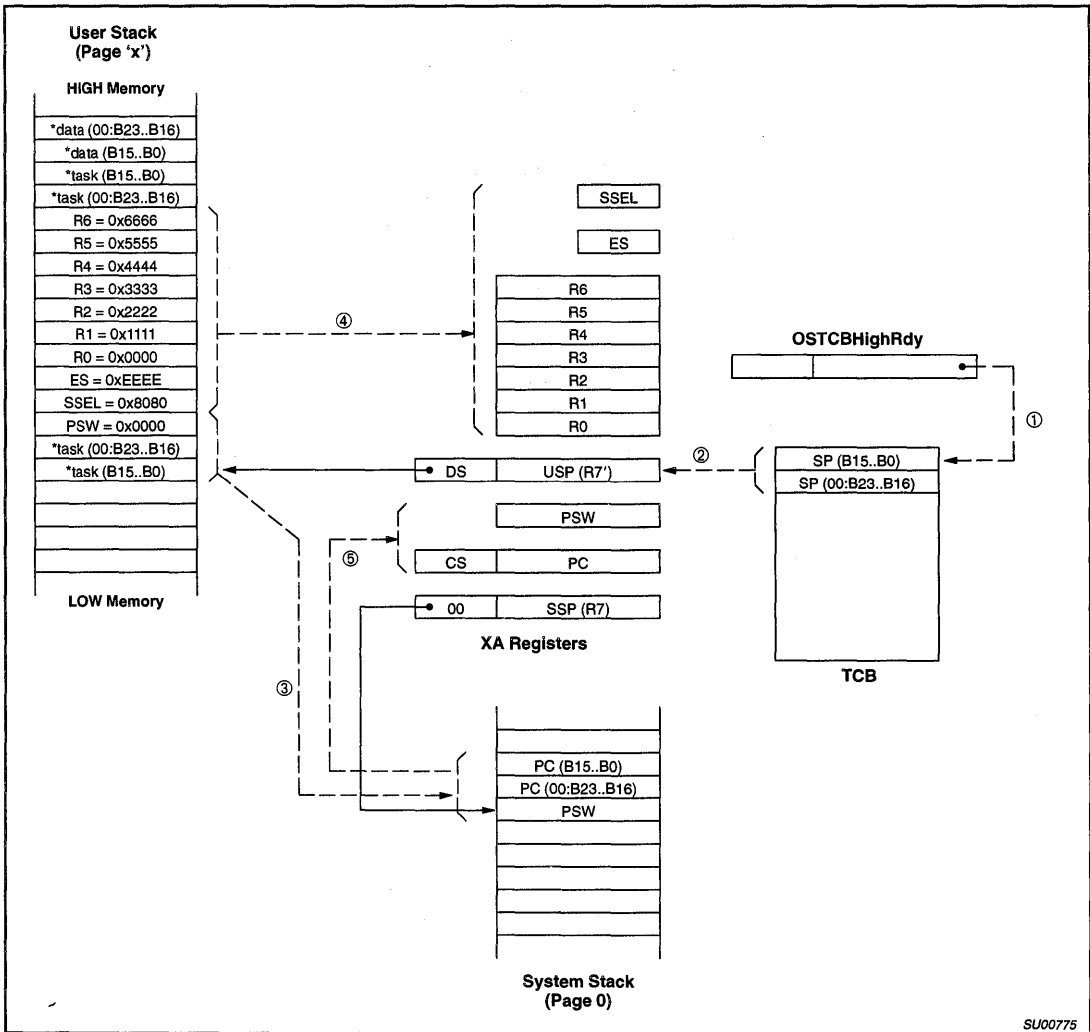 User Stack
(Page ‘x’)
HIGH Memory
*data (00:B23..B16)
*data (B15..B0)
*task (B15..B0)
*task (00:B23..B16)
R6 = 0x6666
R5 = 0x5555
R4 = 0x4444
R3 = 0x3333
R2 = 0x2222
R1 = 0x1111
R0 = 0x0000
ES = 0xEEEE
SSEL = 0x8080
PSW = 0x0000
*task (00:B23..B16)
*task (B15..B0)
LOW Memory
④
SSEL
ES
R6
R5
R4
R3
R2
R1
R0
DS
USP (R7')
PSW
CS
PC
00
SSP (R7)
XA Registers
OSTCBHighRdy
①
②
SP (B15..B0)
SP (00:B23..B16)
TCB
⑤
③
PC (B15..B0)
PC (00:B23..B16)
PSW
System Stack
(Page 0)
SU00775